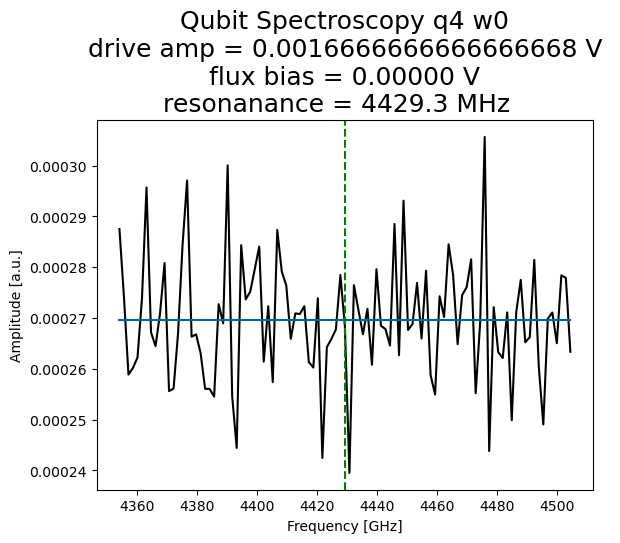 Qubit Spectroscopy q4 w0
drive amp = 0.0016666666666666668 V
flux bias = 0.00000 V
resonanance = 4429.3 MHz
0.00030
0.00029
0.00028
0.00027
0.00026
0.00025
0.00024
Amplitude [a.u.]
4360 4380 4400 4420 4440 4460 4480 4500
Frequency [GHz]